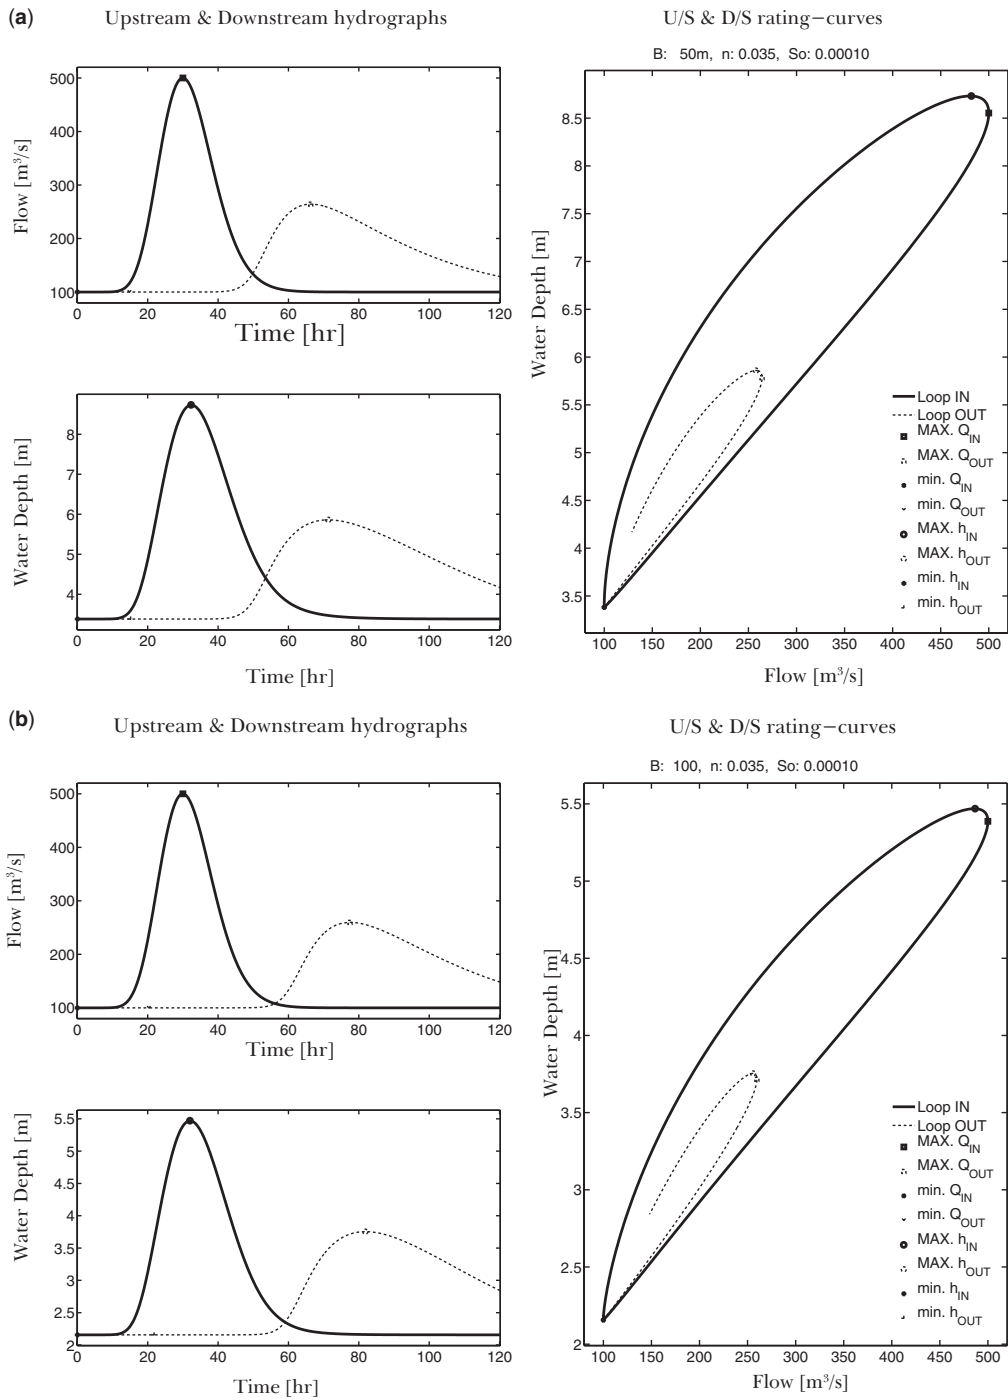 (a)
Upstream & Downstream hydrographs
500
400
300
200
100
Flow [m³/s]
0 20 40 60 80 100 120
Time [hr]
8
7
6
5
4
Water Depth [m]
0 20 40 60 80 100 120
Time [hr]
U/S & D/S rating−curves
B: 50m, n: 0.035, So: 0.00010
8.5
8
7.5
7
6.5
6
5.5
5
4.5
4
3.5
Water Depth [m]
Loop IN
Loop OUT
MAX. Q_IN
MAX. Q_OUT
min. Q_IN
min. Q_OUT
MAX. h_IN
MAX. h_OUT
min. h_IN
min. h_OUT
100 150 200 250 300 350 400 450 500
Flow [m³/s]
(b)
Upstream & Downstream hydrographs
500
400
300
200
100
Flow [m³/s]
0 20 40 60 80 100 120
Time [hr]
5.5
5
4.5
4
3.5
3
2.5
2
Water Depth [m]
0 20 40 60 80 100 120
Time [hr]
U/S & D/S rating−curves
B: 100, n: 0.035, So: 0.00010
5.5
5
4.5
4
3.5
3
2.5
2
Water Depth [m]
Loop IN
Loop OUT
MAX. Q_IN
MAX. Q_OUT
min. Q_IN
min. Q_OUT
MAX. h_IN
MAX. h_OUT
min. h_IN
min. h_OUT
100 150 200 250 300 350 400 450 500
Flow [m³/s]